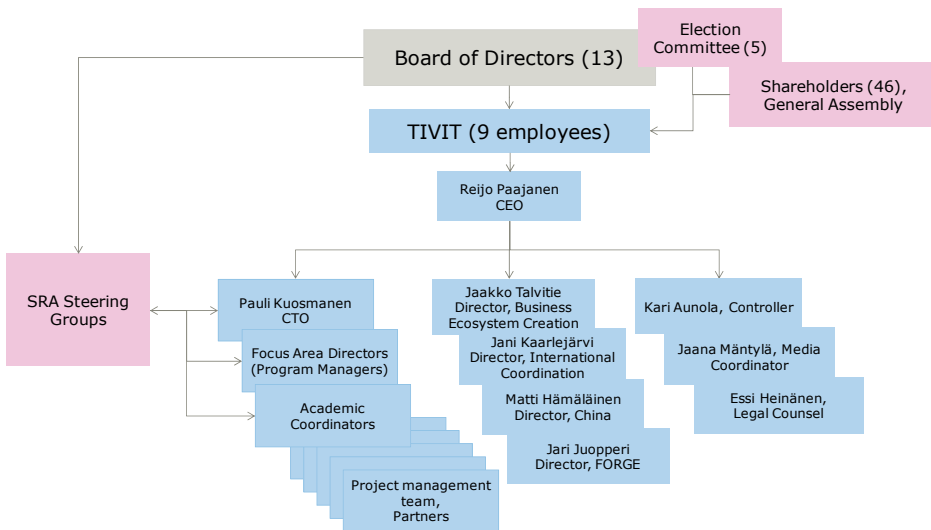 Election
Committee (5)
Board of Directors (13)
Shareholders (46),
General Assembly
TIVIT (9 employees)
Reijo Paajanen
CEO
SRA Steering
Groups
Pauli Kuosmanen
CTO
Focus Area Directors
(Program Managers)
Academic
Coordinators
Project management
team,
Partners
Jaakko Talvitie
Director, Business
Ecosystem Creation
Jani Kaarlejärvi
Director, International
Coordination
Matti Hämäläinen
Director, China
Jari Juopperi
Director, FORGE
Kari Aunola, Controller
Jaana Mäntylä, Media
Coordinator
Essi Heinänen,
Legal Counsel